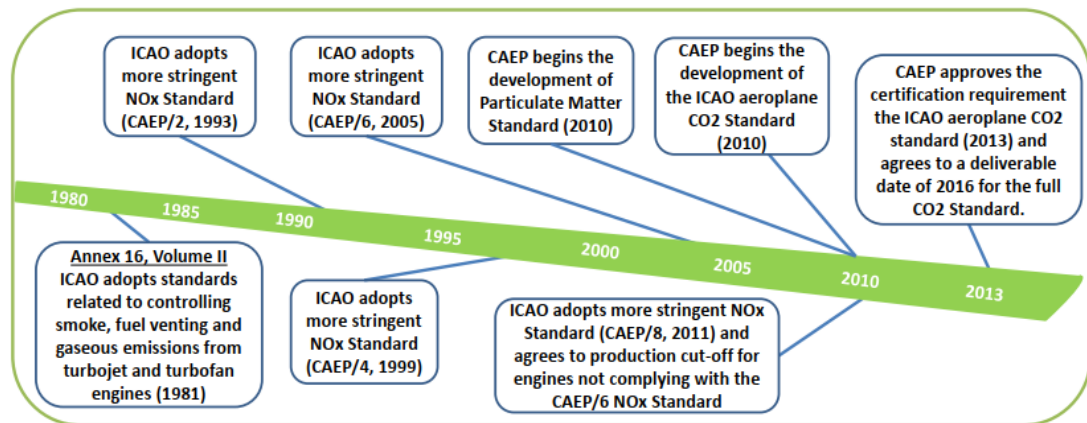 ICAO adopts
more stringent
NOx Standard
(CAEP/2, 1993)
ICAO adopts
more stringent
NOx Standard
(CAEP/6, 2005)
CAEP begins the
development of
Particulate Matter
Standard (2010)
CAEP begins the
development of
the ICAO aeroplane
CO2 Standard
(2010)
CAEP approves the
certification requirement
the ICAO aeroplane CO2
standard (2013) and
agrees to a deliverable
date of 2016 for the full
CO2 Standard.
1980
1985
1990
1995
2000
2005
2010
2013
Annex 16, Volume II
ICAO adopts standards
related to controlling
smoke, fuel venting and
gaseous emissions from
turbojet and turbofan
engines (1981)
ICAO adopts
more stringent
NOx Standard
(CAEP/4, 1999)
ICAO adopts more stringent NOx
Standard (CAEP/8, 2011) and
agrees to production cut-off for
engines not complying with the
CAEP/6 NOx Standard